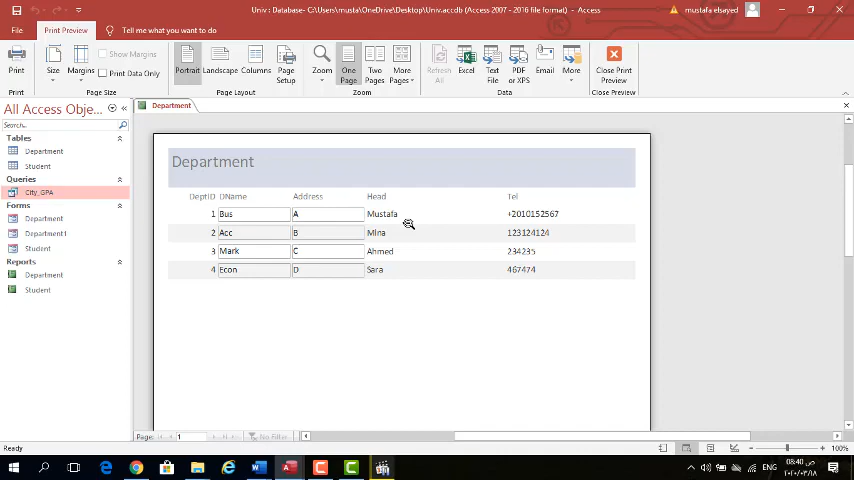 Univ : Database- C:\Users\musta\OneDrive\Desktop\Univ.accdb (Access 2007 - 2016 file format) - Access
mustafa elsayed
File
Print Preview
Tell me what you want to do
Print
Size
Margins
Show Margins
Print Data Only
Portrait
Landscape
Columns
Page Setup
Zoom
One Page
Two Pages
More Pages
Refresh All
Excel
Text File
PDF or XPS
Email
More
Close Print Preview
Print
Page Size
Page Layout
Zoom
Data
Close Preview
All Access Obje...
Search...
Tables
Department
Student
Queries
City_GPA
Forms
Department
Department1
Student
Reports
Department
Student
Department
Department
DeptID DName Address Head Tel
1 Bus A Mustafa +2010152567
2 Acc B Mina 123124124
3 Mark C Ahmed 234235
4 Econ D Sara 467474
Page: 1
No Filter
Ready
100%
ENG
08:40 ص
٢٠٢٠/٠٣/١٨